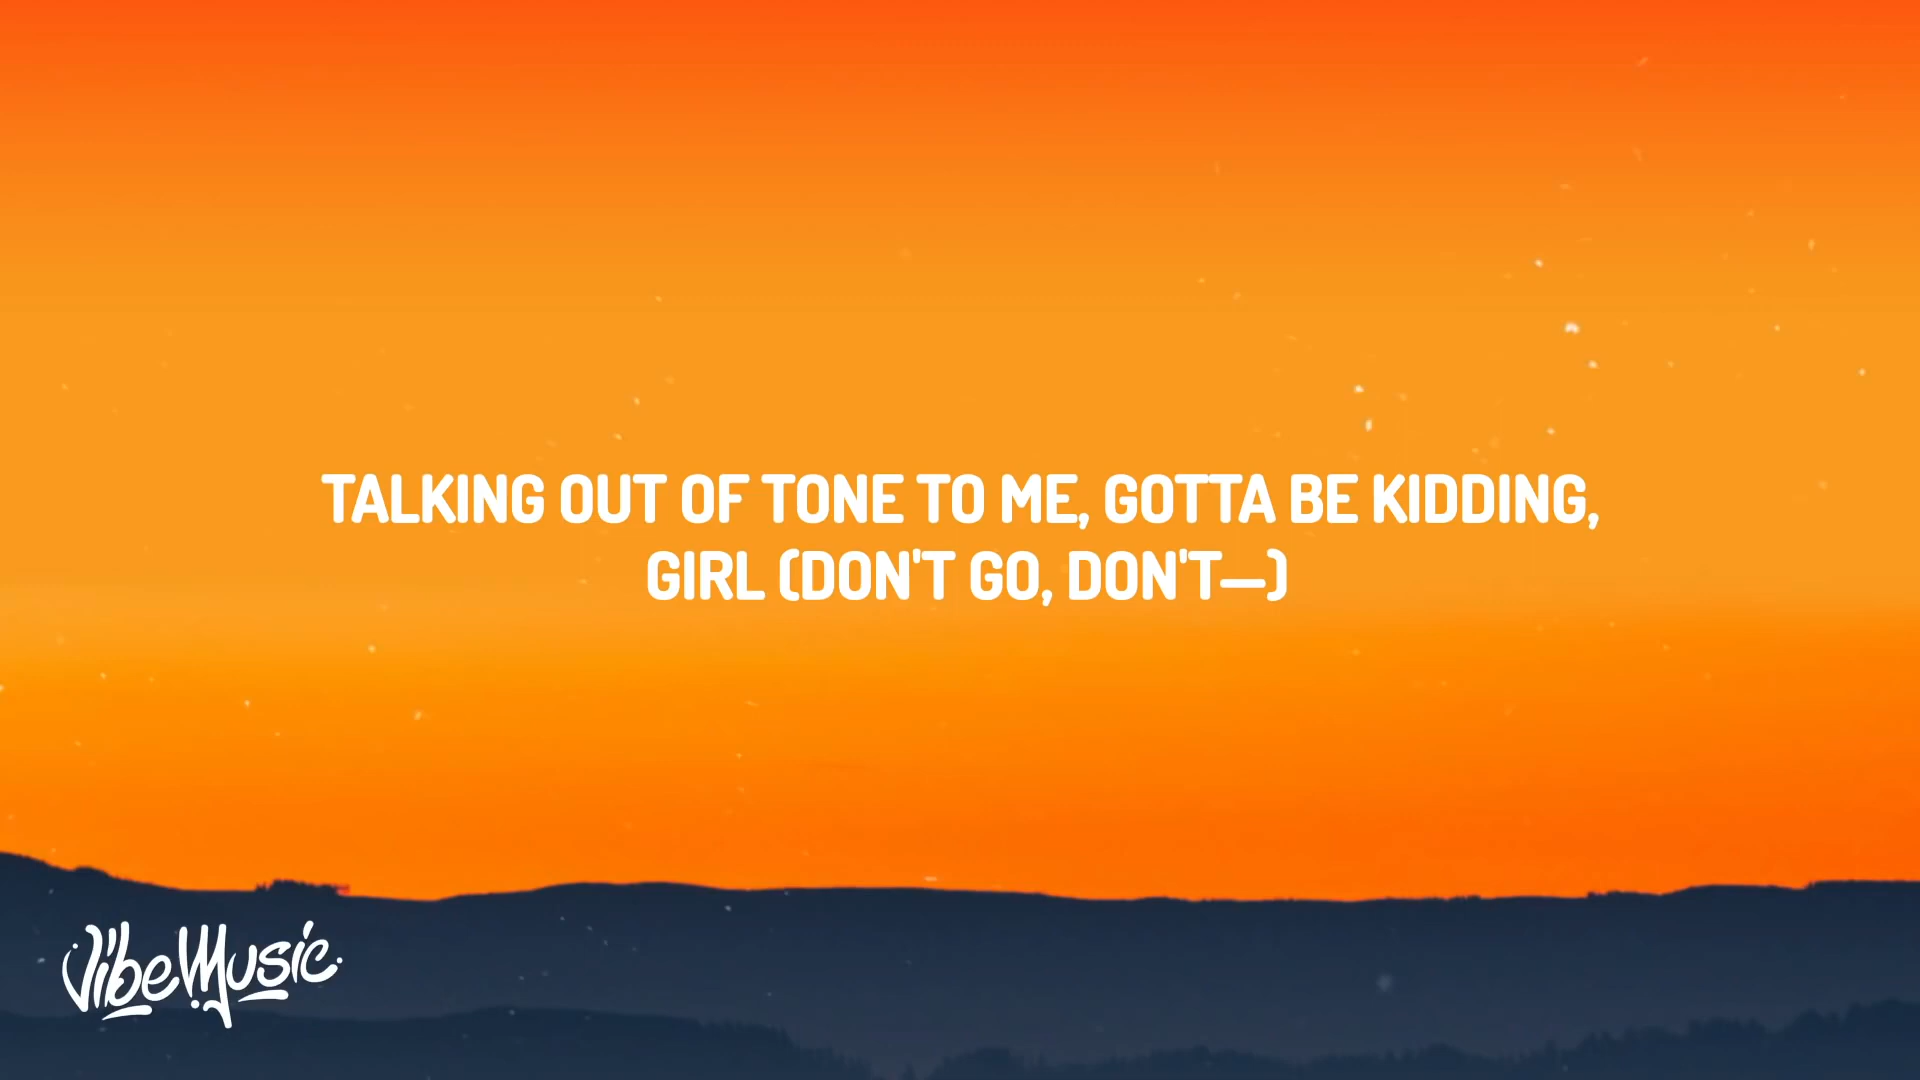 TALKING OUT OF TONE TO ME, GOTTA BE KIDDING,
GIRL (DON'T GO, DON'T—)
VibeMusic